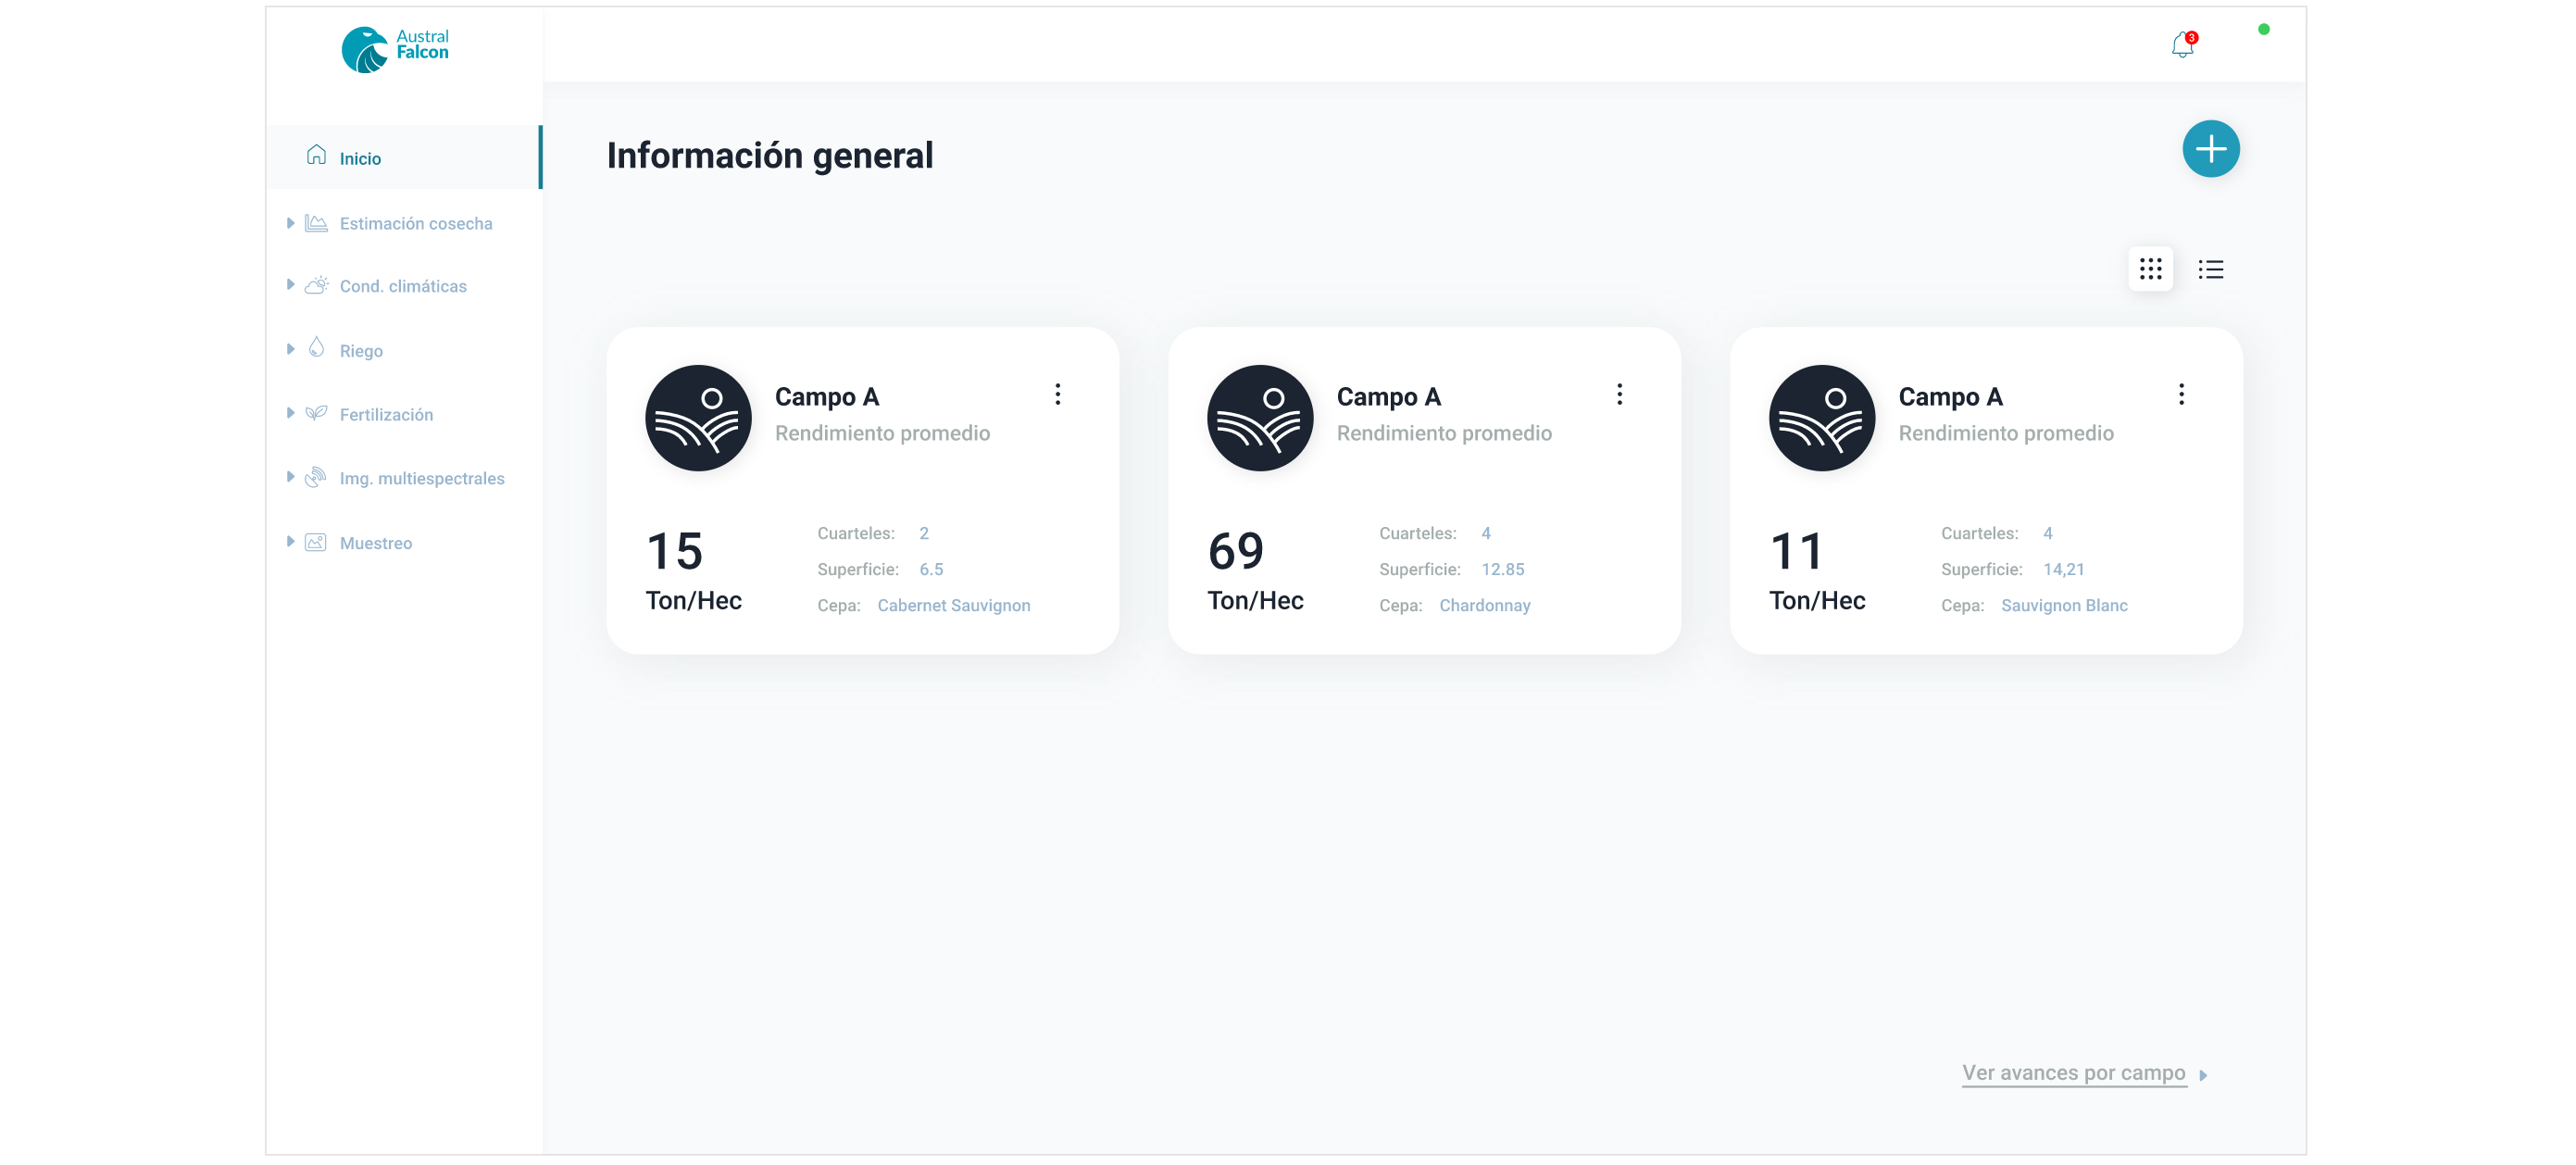 Austral
Falcon
3
Inicio
Estimación cosecha
Cond. climáticas
Riego
Fertilización
Img. multiespectrales
Muestreo
Información general
Campo A
Rendimiento promedio
15
Ton/Hec
Cuarteles: 2
Superficie: 6.5
Cepa: Cabernet Sauvignon
Campo A
Rendimiento promedio
69
Ton/Hec
Cuarteles: 4
Superficie: 12.85
Cepa: Chardonnay
Campo A
Rendimiento promedio
11
Ton/Hec
Cuarteles: 4
Superficie: 14,21
Cepa: Sauvignon Blanc
Ver avances por campo